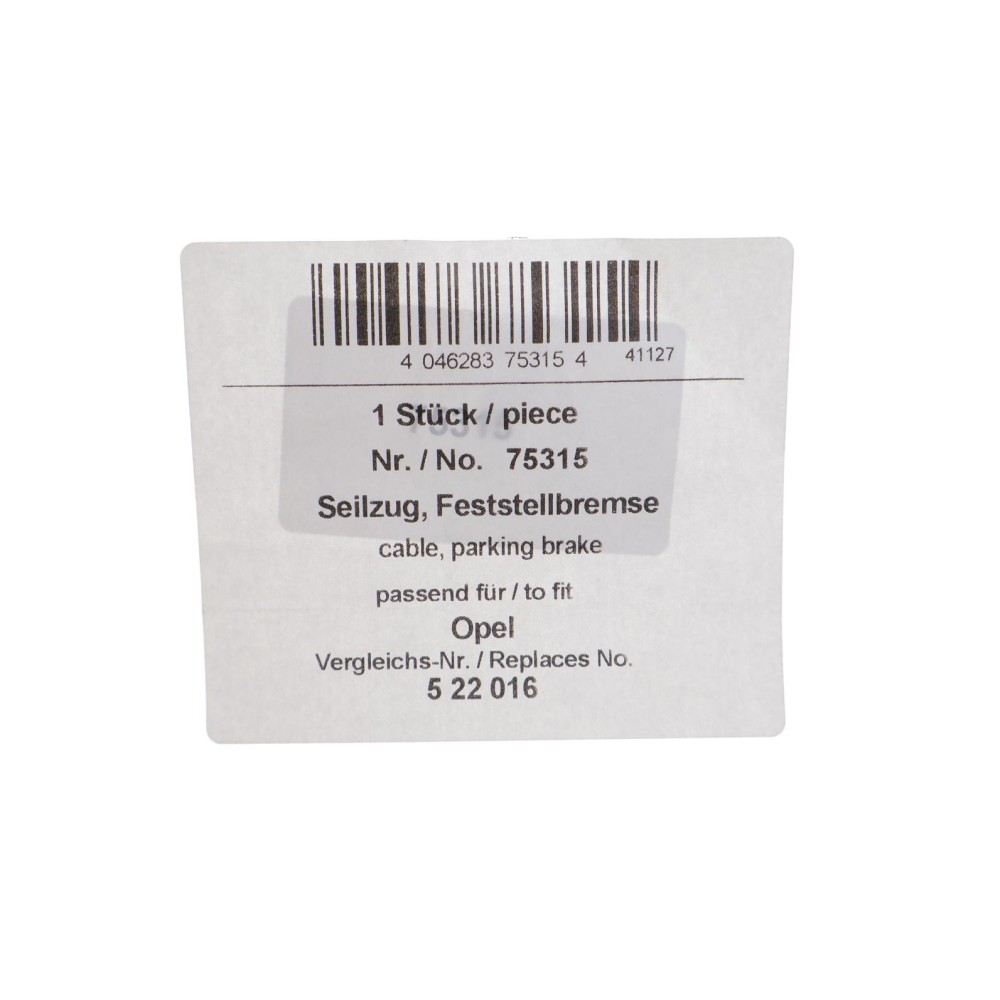 4 046283 75315 4 41127
1 Stück / piece
Nr. / No. 75315
Seilzug, Feststellbremse
cable, parking brake
passend für / to fit
Opel
Vergleichs-Nr. / Replaces No.
5 22 016